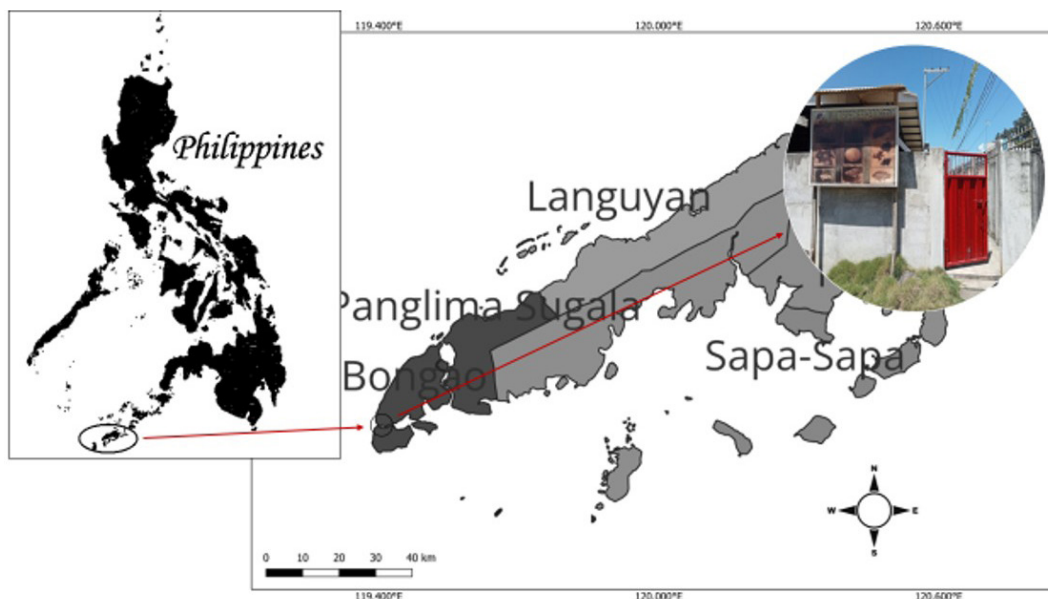 119.400°E 120.000°E 120.600°E
Philippines
Languyan
Panglima Sugala
Sapa-Sapa
Bongao
N
W E
S
0 10 20 30 40 km
119.400°E 120.000°E 120.600°E